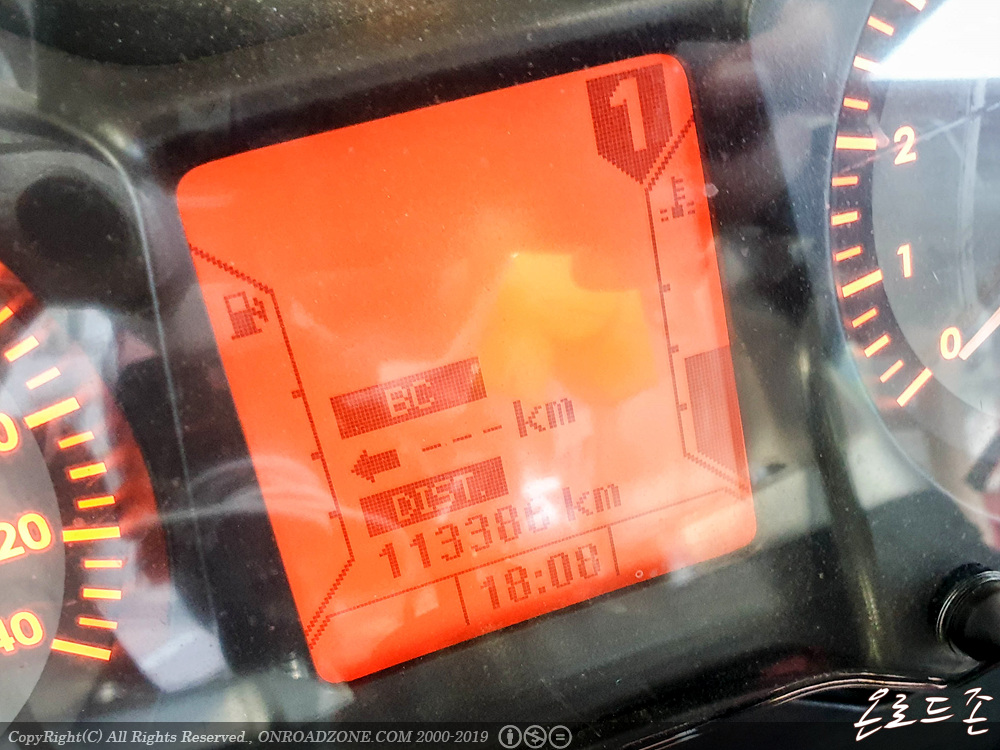 1
BC
- - - km
DIST.
113386 km
18:08
2
1
0
20
40
온로드존
CopyRight(C) All Rights Reserved., ONROADZONE.COM 2000-2019